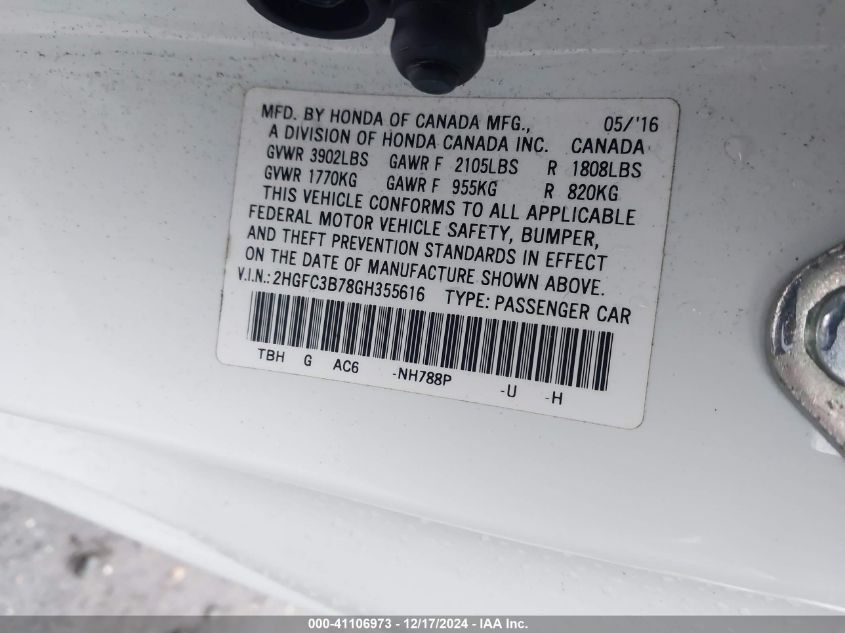 MFD. BY HONDA OF CANADA MFG., 05/'16
A DIVISION OF HONDA CANADA INC. CANADA
GVWR 3902LBS GAWR F 2105LBS R 1808LBS
GVWR 1770KG GAWR F 955KG R 820KG
THIS VEHICLE CONFORMS TO ALL APPLICABLE
FEDERAL MOTOR VEHICLE SAFETY, BUMPER,
AND THEFT PREVENTION STANDARDS IN EFFECT
ON THE DATE OF MANUFACTURE SHOWN ABOVE.
V.I.N.: 2HGFC3B78GH355616 TYPE: PASSENGER CAR
TBH G AC6 -NH788P -U -H
000-41106973 - 12/17/2024 - IAA Inc.